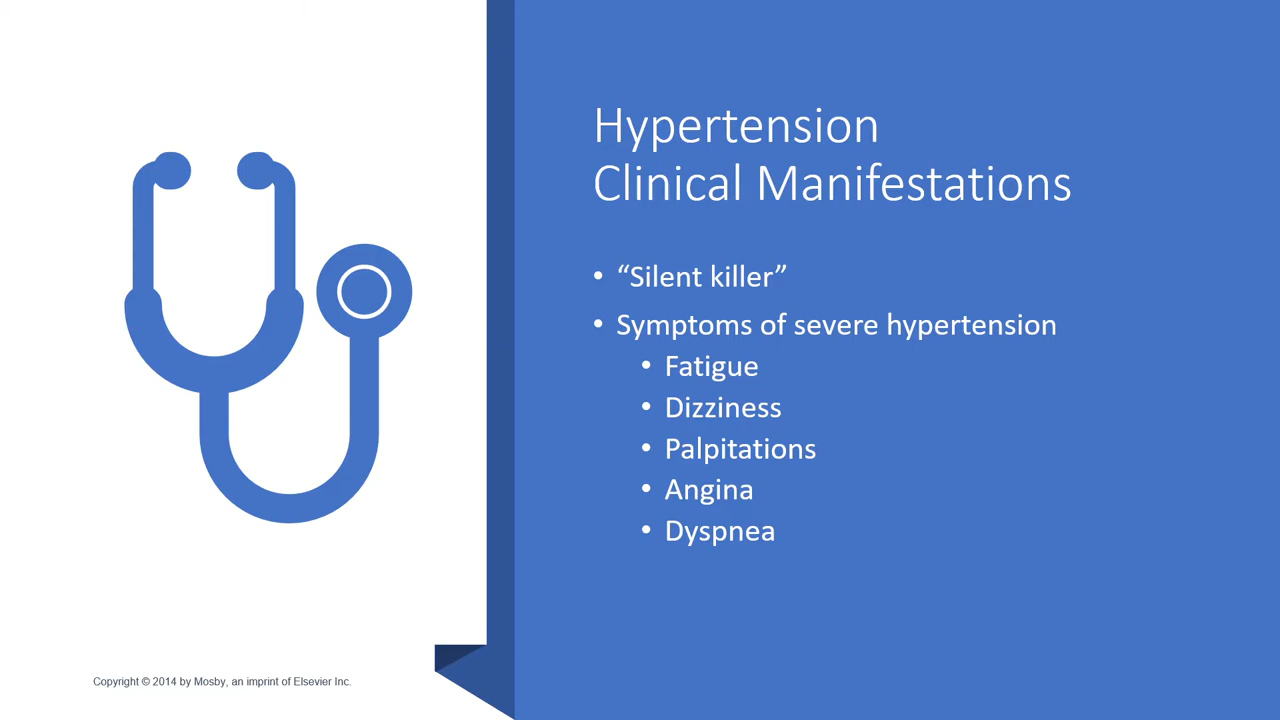 Hypertension
Clinical Manifestations
• “Silent killer”
• Symptoms of severe hypertension
• Fatigue
• Dizziness
• Palpitations
• Angina
• Dyspnea
Copyright © 2014 by Mosby, an imprint of Elsevier Inc.